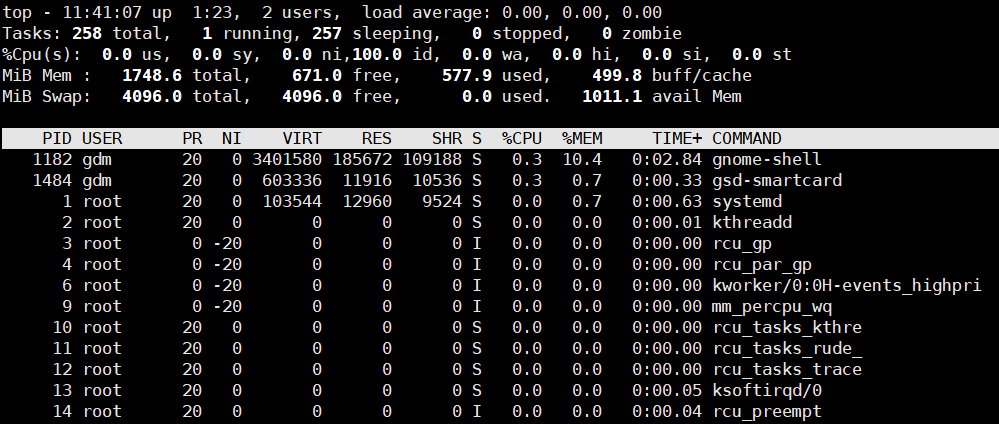 top - 11:41:07 up  1:23,  2 users,  load average: 0.00, 0.00, 0.00
Tasks: 258 total,   1 running, 257 sleeping,   0 stopped,   0 zombie
%Cpu(s):  0.0 us,  0.0 sy,  0.0 ni,100.0 id,  0.0 wa,  0.0 hi,  0.0 si,  0.0 st
MiB Mem :   1748.6 total,    671.0 free,    577.9 used,    499.8 buff/cache
MiB Swap:   4096.0 total,   4096.0 free,      0.0 used.   1011.1 avail Mem
    PID USER      PR  NI    VIRT    RES    SHR S  %CPU  %MEM     TIME+ COMMAND
   1182 gdm       20   0 3401580 185672 109188 S   0.3  10.4   0:02.84 gnome-shell
   1484 gdm       20   0  603336  11916  10536 S   0.3   0.7   0:00.33 gsd-smartcard
      1 root      20   0  103544  12960   9524 S   0.0   0.7   0:00.63 systemd
      2 root      20   0       0      0      0 S   0.0   0.0   0:00.01 kthreadd
      3 root       0 -20       0      0      0 I   0.0   0.0   0:00.00 rcu_gp
      4 root       0 -20       0      0      0 I   0.0   0.0   0:00.00 rcu_par_gp
      6 root       0 -20       0      0      0 I   0.0   0.0   0:00.00 kworker/0:0H-events_highpri
      9 root       0 -20       0      0      0 I   0.0   0.0   0:00.00 mm_percpu_wq
     10 root      20   0       0      0      0 S   0.0   0.0   0:00.00 rcu_tasks_kthre
     11 root      20   0       0      0      0 S   0.0   0.0   0:00.00 rcu_tasks_rude_
     12 root      20   0       0      0      0 S   0.0   0.0   0:00.00 rcu_tasks_trace
     13 root      20   0       0      0      0 S   0.0   0.0   0:00.05 ksoftirqd/0
     14 root      20   0       0      0      0 I   0.0   0.0   0:00.04 rcu_preempt